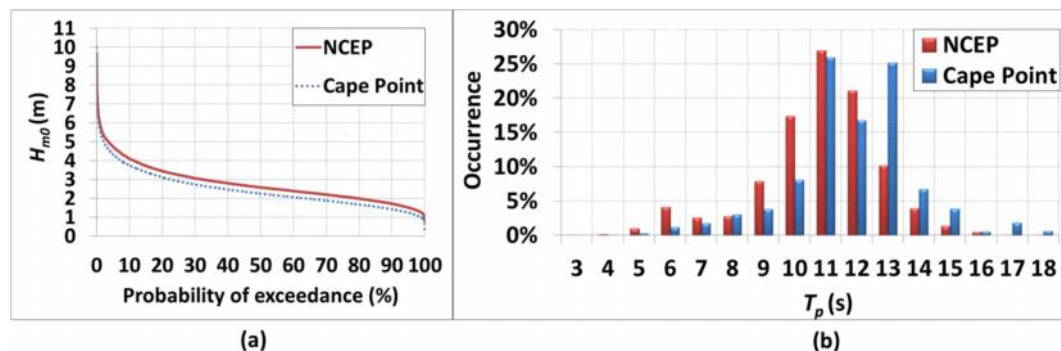 11
10
9
8
7
6
5
4
3
2
1
0
H_m0 (m)
NCEP
Cape Point
0 10 20 30 40 50 60 70 80 90 100
Probability of exceedance (%)
(a)
30%
25%
20%
15%
10%
5%
0%
Occurrence
NCEP
Cape Point
3 4 5 6 7 8 9 10 11 12 13 14 15 16 17 18
T_p (s)
(b)